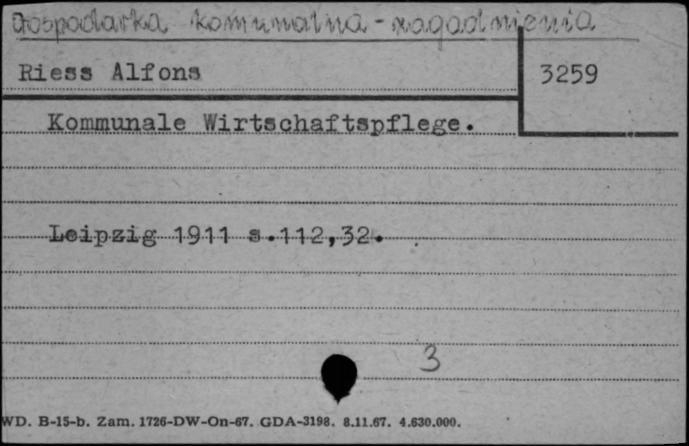 Gospodarka komunalna - zagadnienia
Riess Alfons
3259
Kommunale Wirtschaftspflege.
Leipzig 1911 s.112,32.
3
WD. B-15-b. Zam. 1726-DW-On-67. GDA-3198. 8.11.67. 4.630.000.